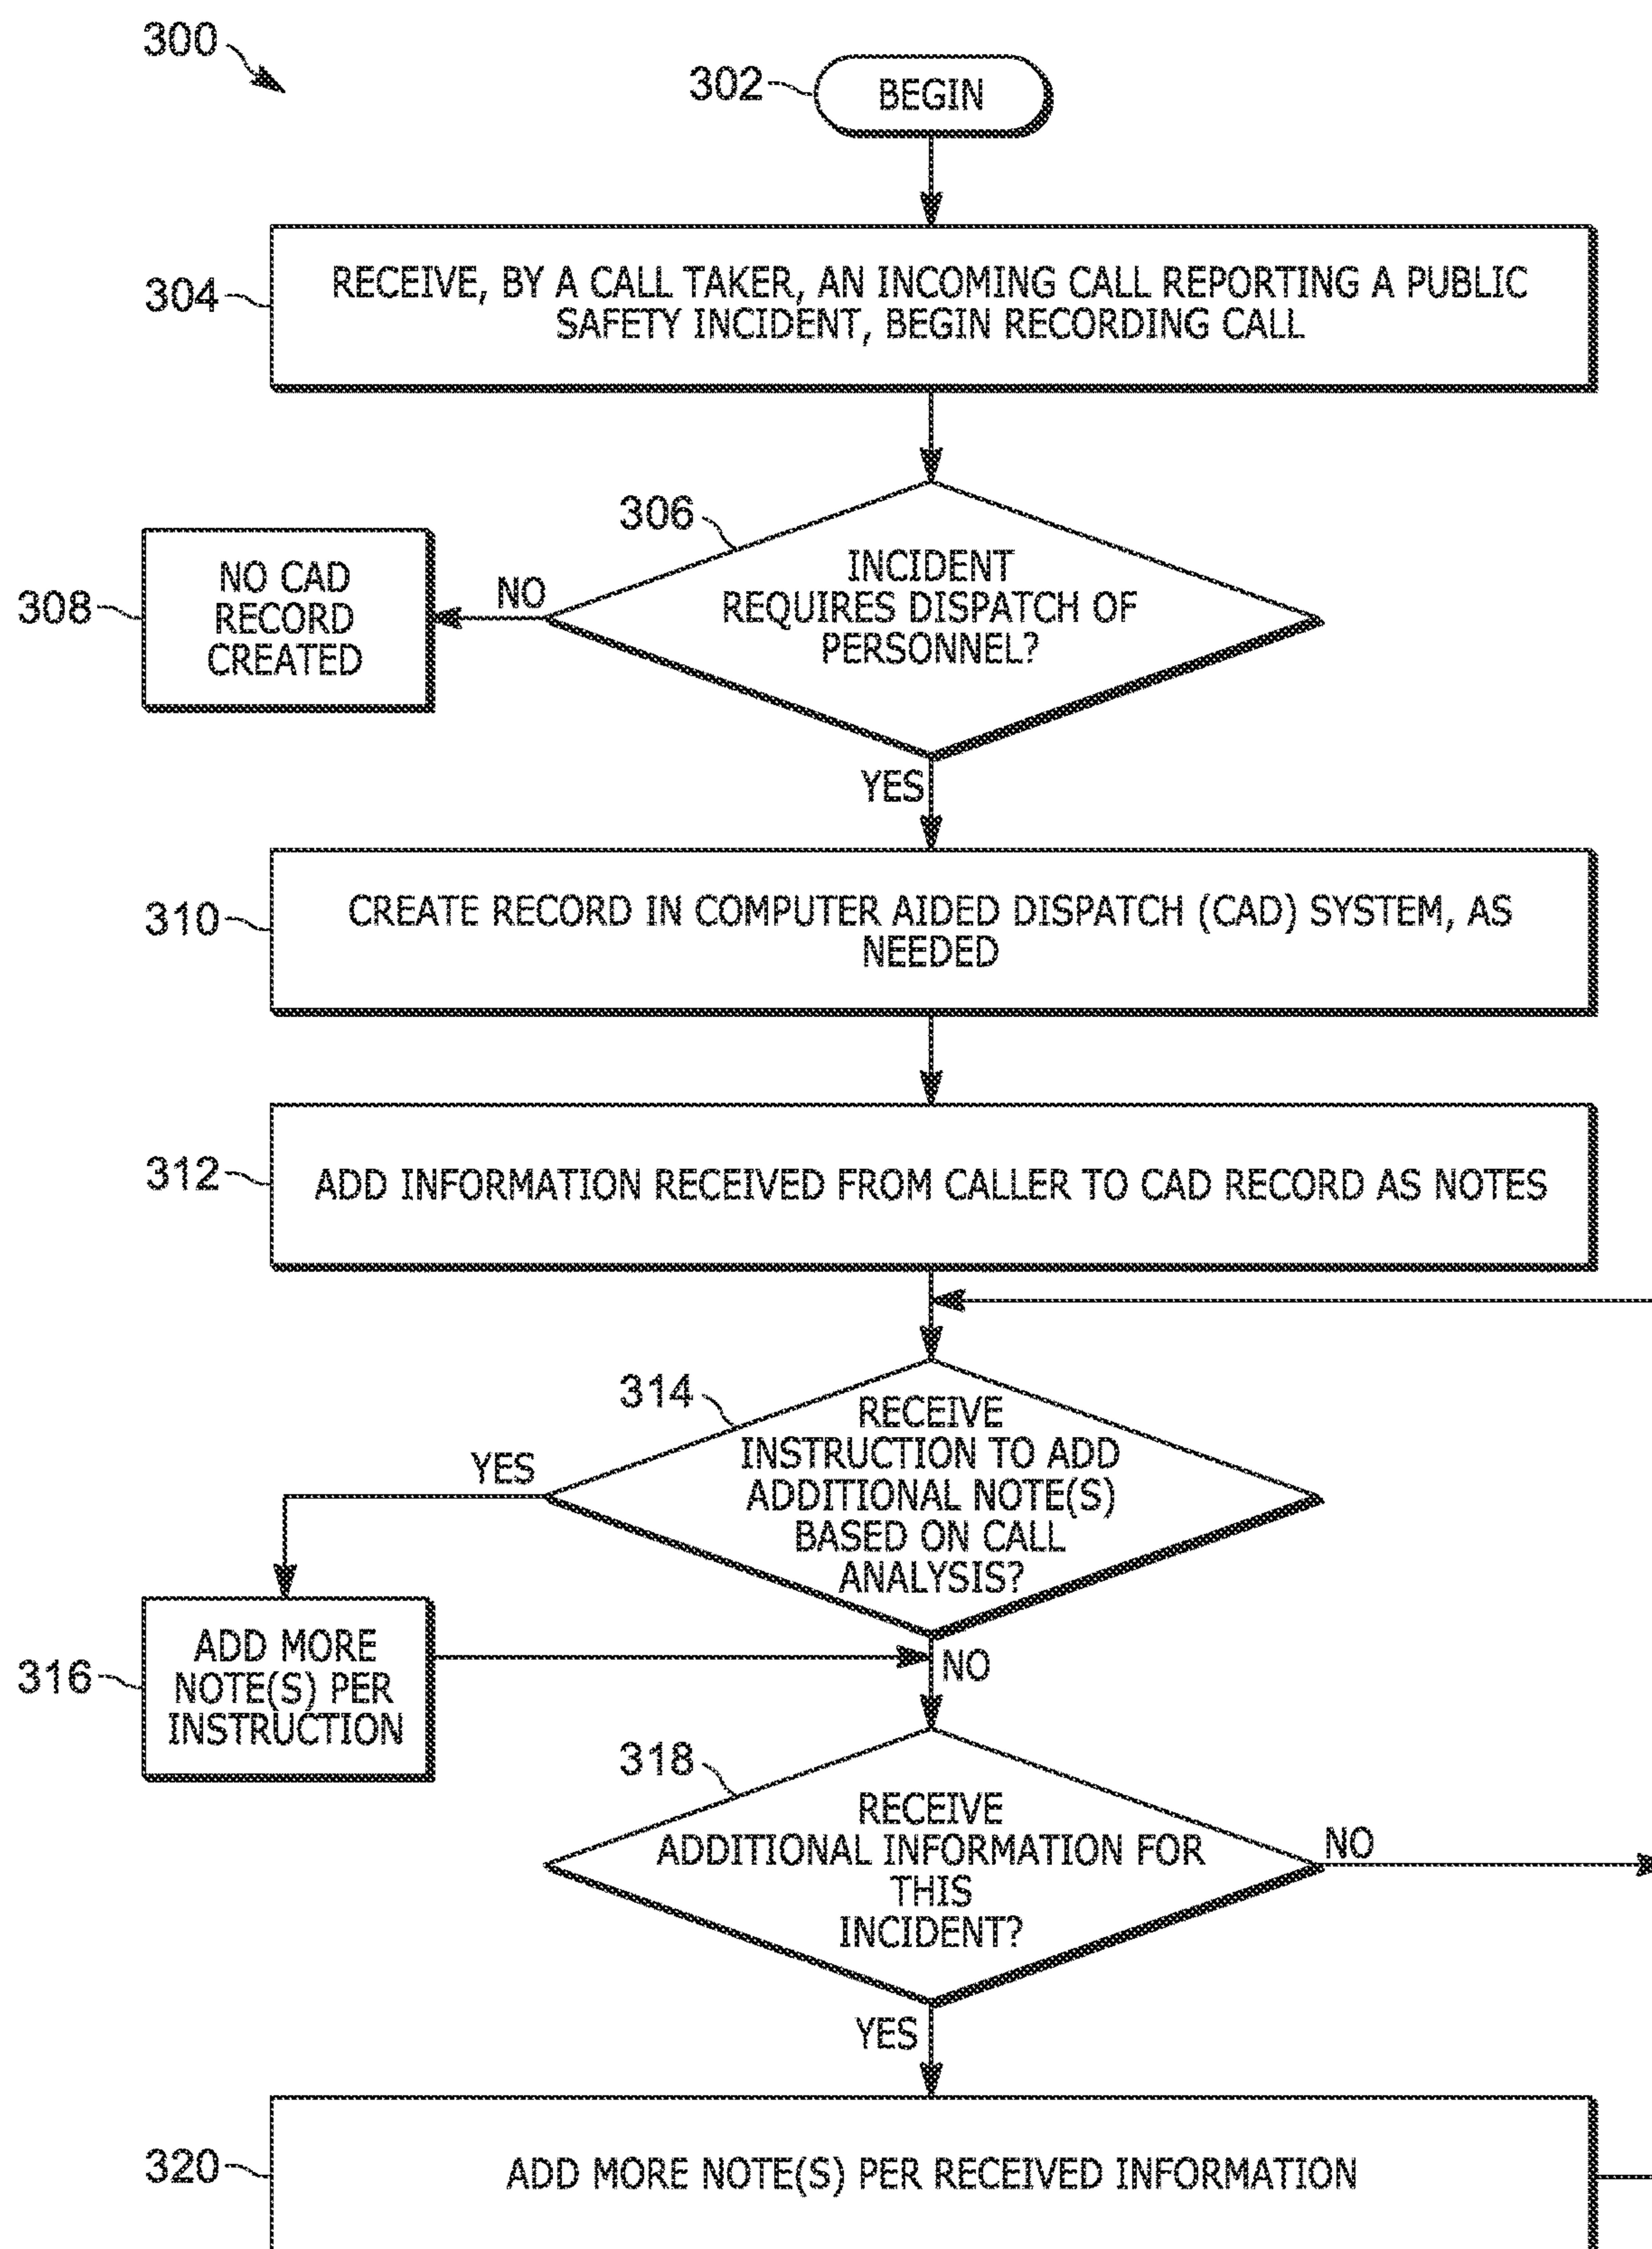 300
302
BEGIN
304
RECEIVE, BY A CALL TAKER, AN INCOMING CALL REPORTING A PUBLIC
SAFETY INCIDENT, BEGIN RECORDING CALL
306
INCIDENT
REQUIRES DISPATCH OF
PERSONNEL?
NO
308
NO CAD
RECORD
CREATED
YES
310
CREATE RECORD IN COMPUTER AIDED DISPATCH (CAD) SYSTEM, AS
NEEDED
312
ADD INFORMATION RECEIVED FROM CALLER TO CAD RECORD AS NOTES
314
RECEIVE
INSTRUCTION TO ADD
ADDITIONAL NOTE(S)
BASED ON CALL
ANALYSIS?
YES
316
ADD MORE
NOTE(S) PER
INSTRUCTION
NO
318
RECEIVE
ADDITIONAL INFORMATION FOR
THIS
INCIDENT?
NO
YES
320
ADD MORE NOTE(S) PER RECEIVED INFORMATION